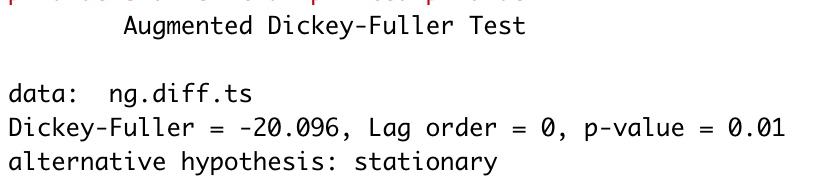 Augmented Dickey-Fuller Test
data:  ng.diff.ts
Dickey-Fuller = -20.096, Lag order = 0, p-value = 0.01
alternative hypothesis: stationary